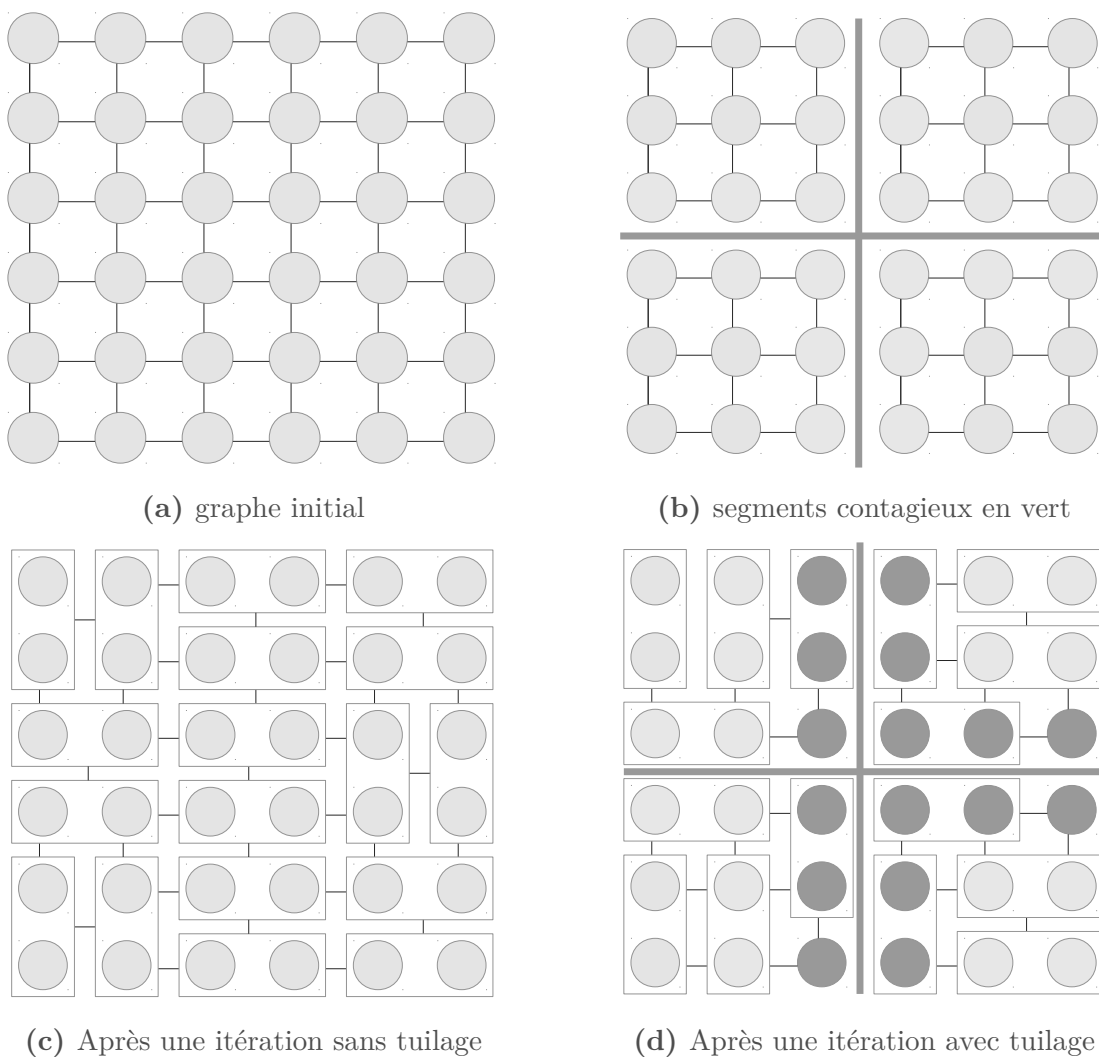 (a) graphe initial
(b) segments contagieux en vert
(c) Après une itération sans tuilage
(d) Après une itération avec tuilage